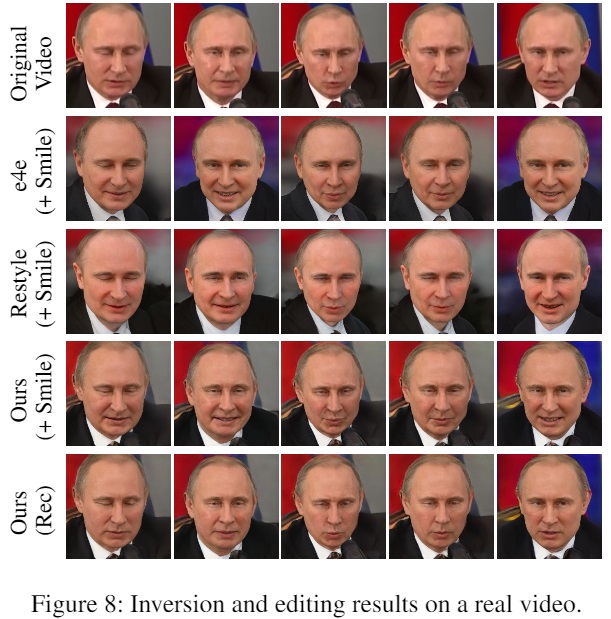 Original
Video
e4e
(+ Smile)
Restyle
(+ Smile)
Ours
(+ Smile)
Ours
(Rec)
Figure 8: Inversion and editing results on a real video.